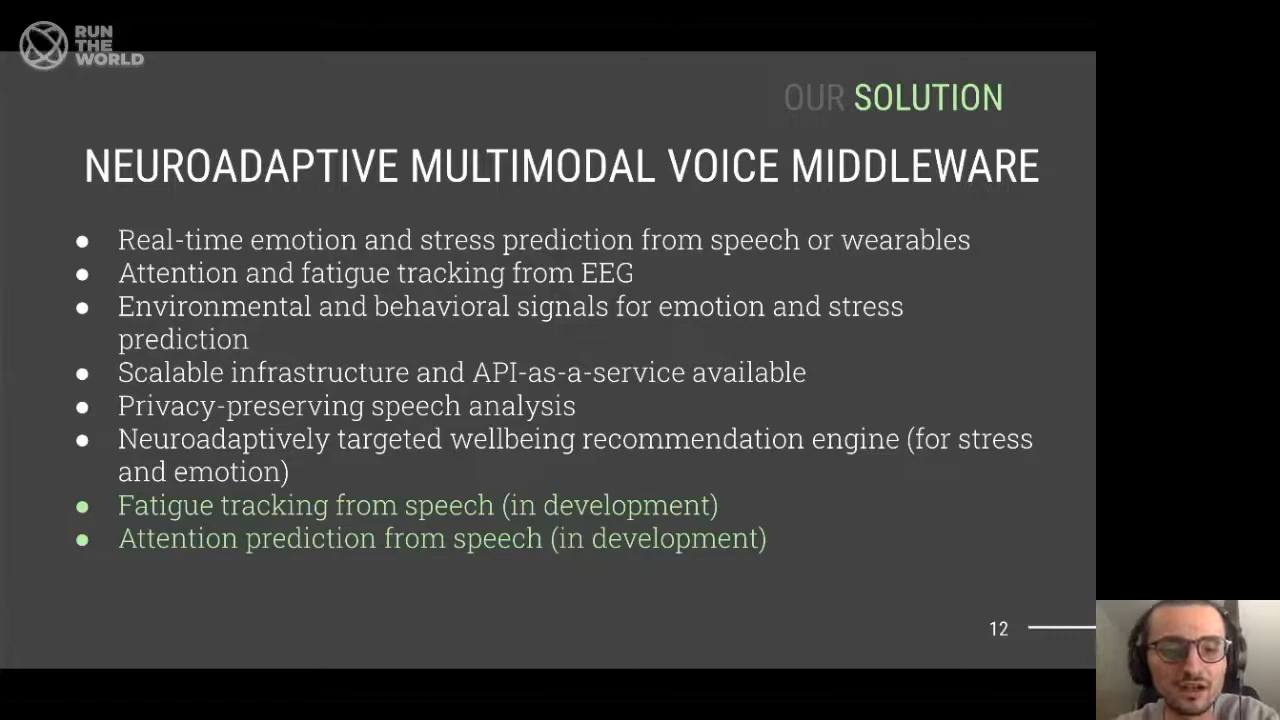 RUN
THE
WORLD
OUR SOLUTION
NEUROADAPTIVE MULTIMODAL VOICE MIDDLEWARE
● Real-time emotion and stress prediction from speech or wearables
● Attention and fatigue tracking from EEG
● Environmental and behavioral signals for emotion and stress
prediction
● Scalable infrastructure and API-as-a-service available
● Privacy-preserving speech analysis
● Neuroadaptively targeted wellbeing recommendation engine (for stress
and emotion)
● Fatigue tracking from speech (in development)
● Attention prediction from speech (in development)
12